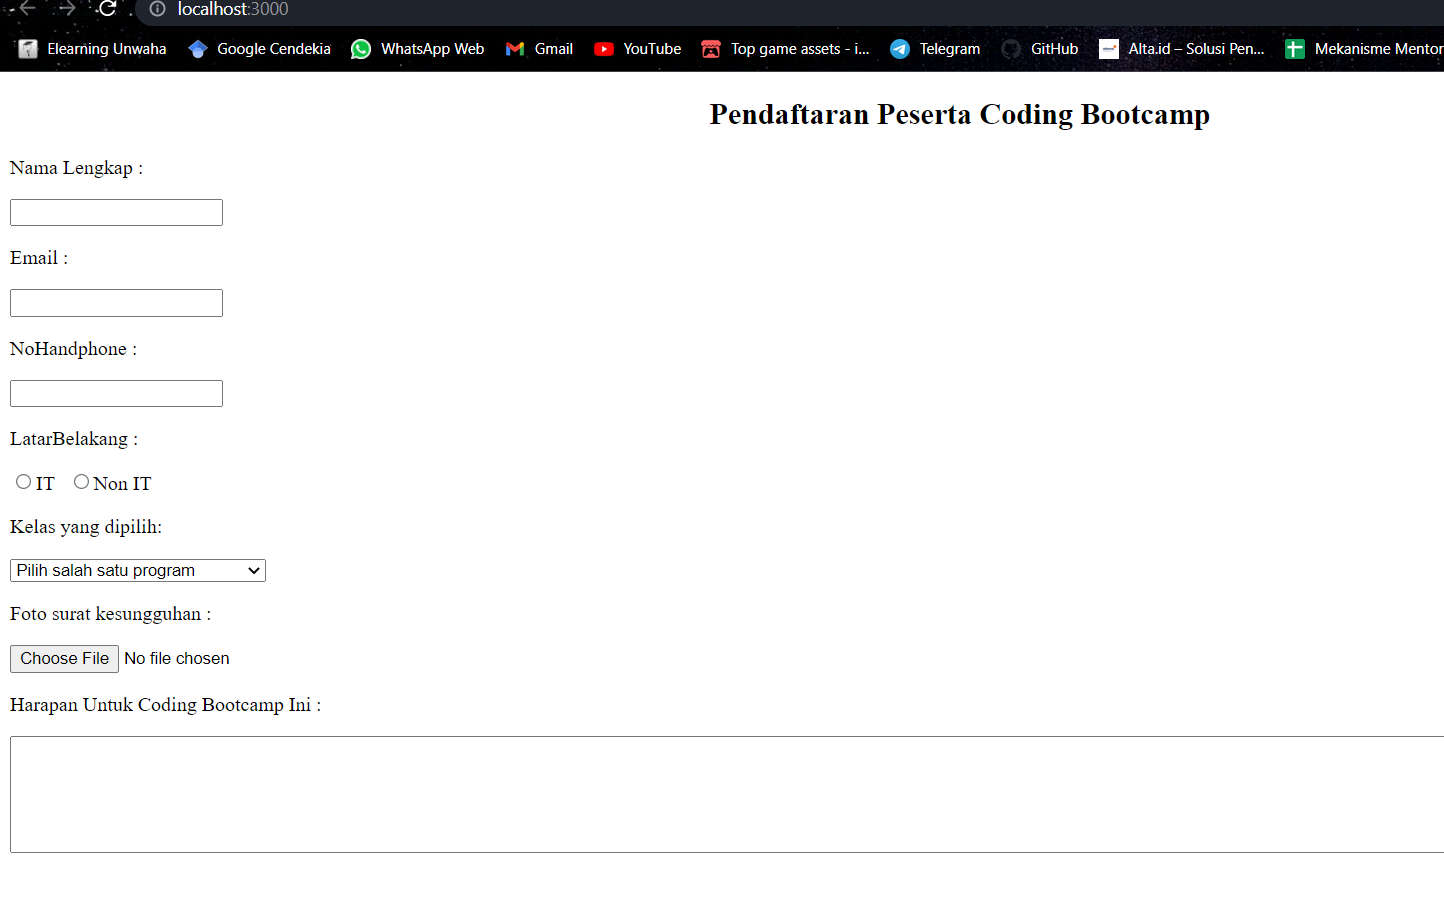 localhost:3000
Elearning Unwaha Google Cendekia WhatsApp Web Gmail YouTube Top game assets - i... Telegram GitHub Alta.id – Solusi Pen... Mekanisme Mentor
Pendaftaran Peserta Coding Bootcamp
Nama Lengkap :
Email :
NoHandphone :
LatarBelakang :
IT Non IT
Kelas yang dipilih:
Pilih salah satu program
Foto surat kesungguhan :
Choose File No file chosen
Harapan Untuk Coding Bootcamp Ini :